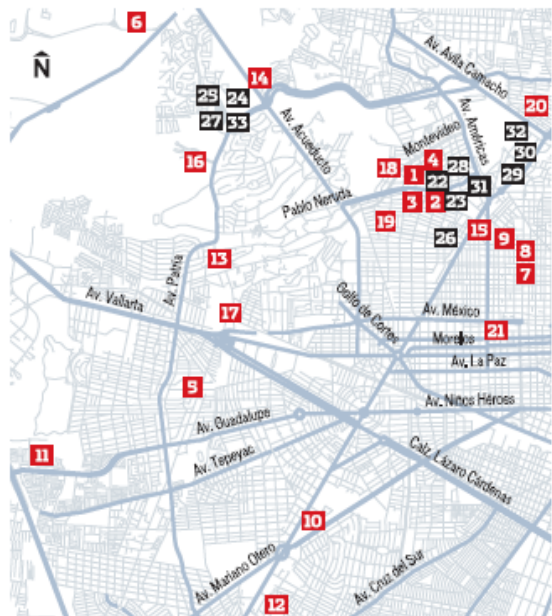 6
N
Av. Avila Camacho
25
24
14
20
27
33
Av. Acueducto
Av. Américas
Montevideo
32
30
16
18
4
28
29
1
22
31
Pablo Neruda
3
2
23
19
15
26
9
8
13
7
Av. Patria
Av. Vallarta
17
Golfo de Cortes
Av. México
21
Morelos
Av. La Paz
5
Av. Niños Héroes
Av. Guadalupe
11
Av. Tepeyac
Calz. Lázaro Cárdenas
10
Av. Mariano Otero
Av. Cruz del Sur
12